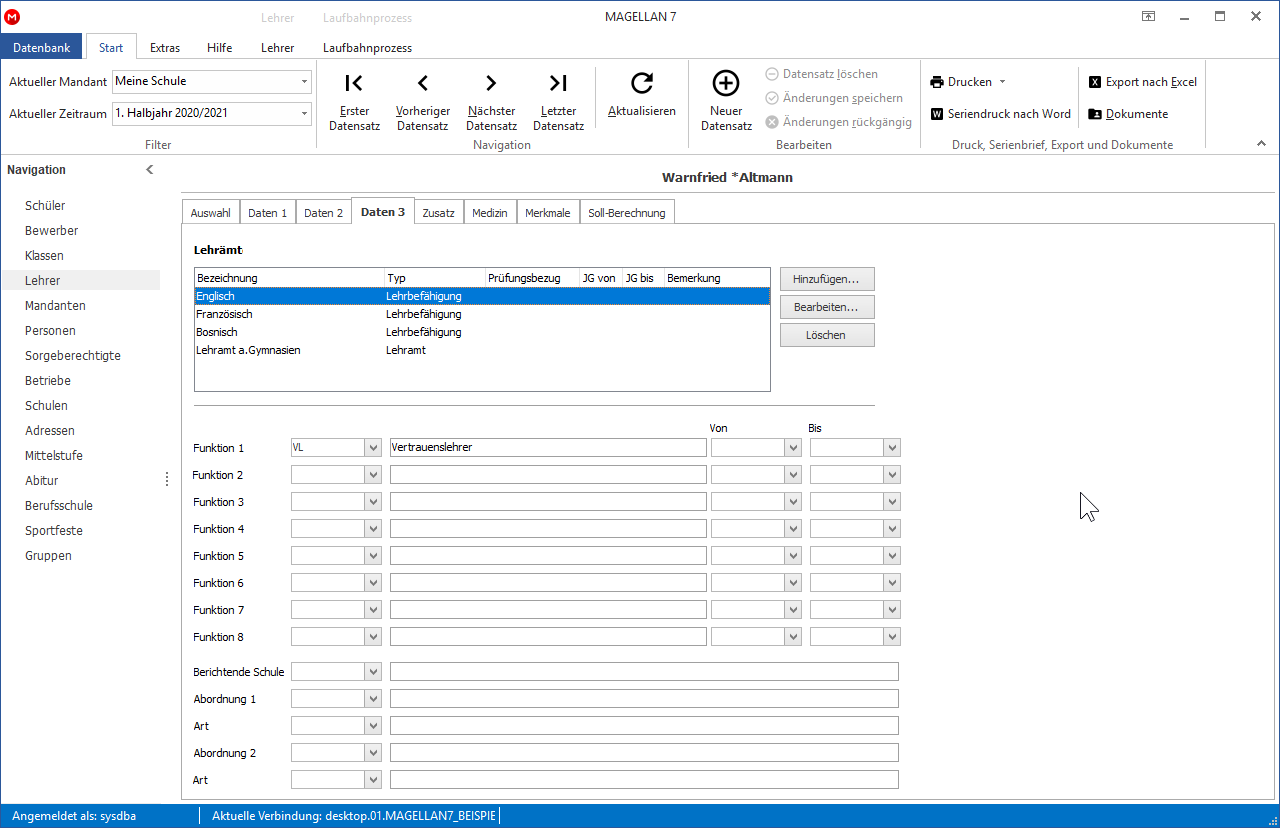 Lehrer Laufbahnprozess MAGELLAN 7
Datenbank Start Extras Hilfe Lehrer Laufbahnprozess
Aktueller Mandant Meine Schule
Aktueller Zeitraum 1. Halbjahr 2020/2021
Filter
Erster Datensatz
Vorheriger Datensatz
Nächster Datensatz
Letzter Datensatz
Aktualisieren
Navigation
Neuer Datensatz
Datensatz löschen
Änderungen speichern
Änderungen rückgängig
Bearbeiten
Drucken
Seriendruck nach Word
Export nach Excel
Dokumente
Druck, Serienbrief, Export und Dokumente
Navigation
Schüler
Bewerber
Klassen
Lehrer
Mandanten
Personen
Sorgeberechtigte
Betriebe
Schulen
Adressen
Mittelstufe
Abitur
Berufsschule
Sportfeste
Gruppen
Warnfried *Altmann
Auswahl Daten 1 Daten 2 Daten 3 Zusatz Medizin Merkmale Soll-Berechnung
Lehrämt
Bezeichnung Typ Prüfungsbezug JG von JG bis Bemerkung
Englisch Lehrbefähigung
Französisch Lehrbefähigung
Bosnisch Lehrbefähigung
Lehramt a.Gymnasien Lehramt
Hinzufügen...
Bearbeiten...
Löschen
Von Bis
Funktion 1 VL Vertrauenslehrer
Funktion 2
Funktion 3
Funktion 4
Funktion 5
Funktion 6
Funktion 7
Funktion 8
Berichtende Schule
Abordnung 1
Art
Abordnung 2
Art
Angemeldet als: sysdba Aktuelle Verbindung: desktop.01.MAGELLAN7_BEISPIE